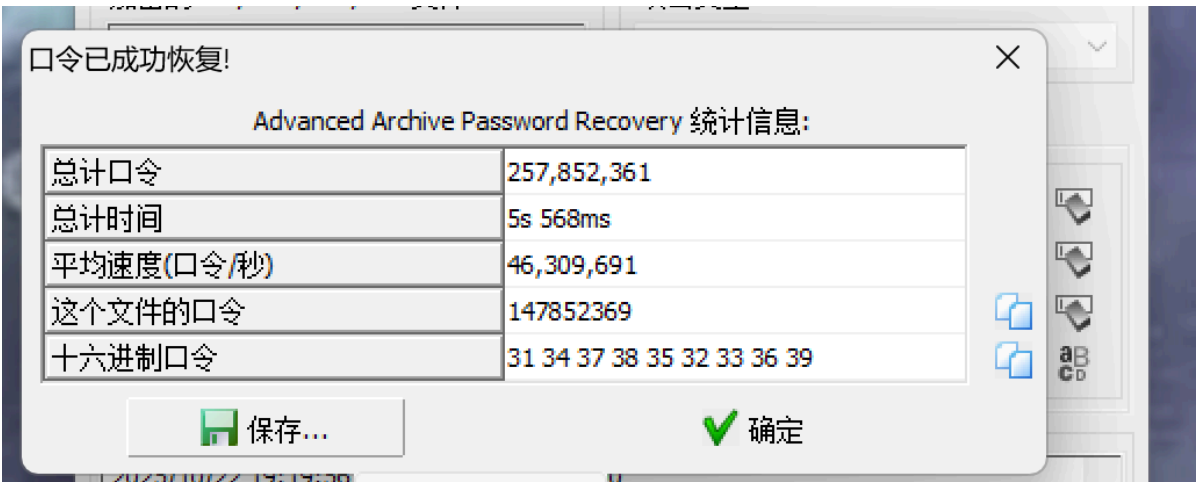 口令已成功恢复!
Advanced Archive Password Recovery 统计信息:
总计口令 257,852,361
总计时间 5s 568ms
平均速度(口令/秒) 46,309,691
这个文件的口令 147852369
十六进制口令 31 34 37 38 35 32 33 36 39
保存... 确定